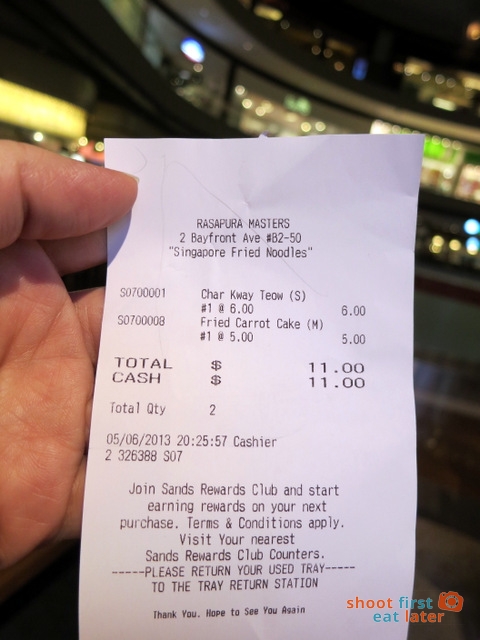 RASAPURA MASTERS
2 Bayfront Ave #B2-50
"Singapore Fried Noodles"
S0700001 Char Kway Teow (S)
#1 @ 6.00 6.00
S0700008 Fried Carrot Cake (M)
#1 @ 5.00 5.00
TOTAL $ 11.00
CASH $ 11.00
Total Qty 2
05/06/2013 20:25:57 Cashier
2 326388 S07
Join Sands Rewards Club and start
earning rewards on your next
purchase. Terms & Conditions apply.
Visit Your nearest
Sands Rewards Club Counters.
-----PLEASE RETURN YOUR USED TRAY-----
TO THE TRAY RETURN STATION
Thank You. Hope to See You Again
shoot first
eat later